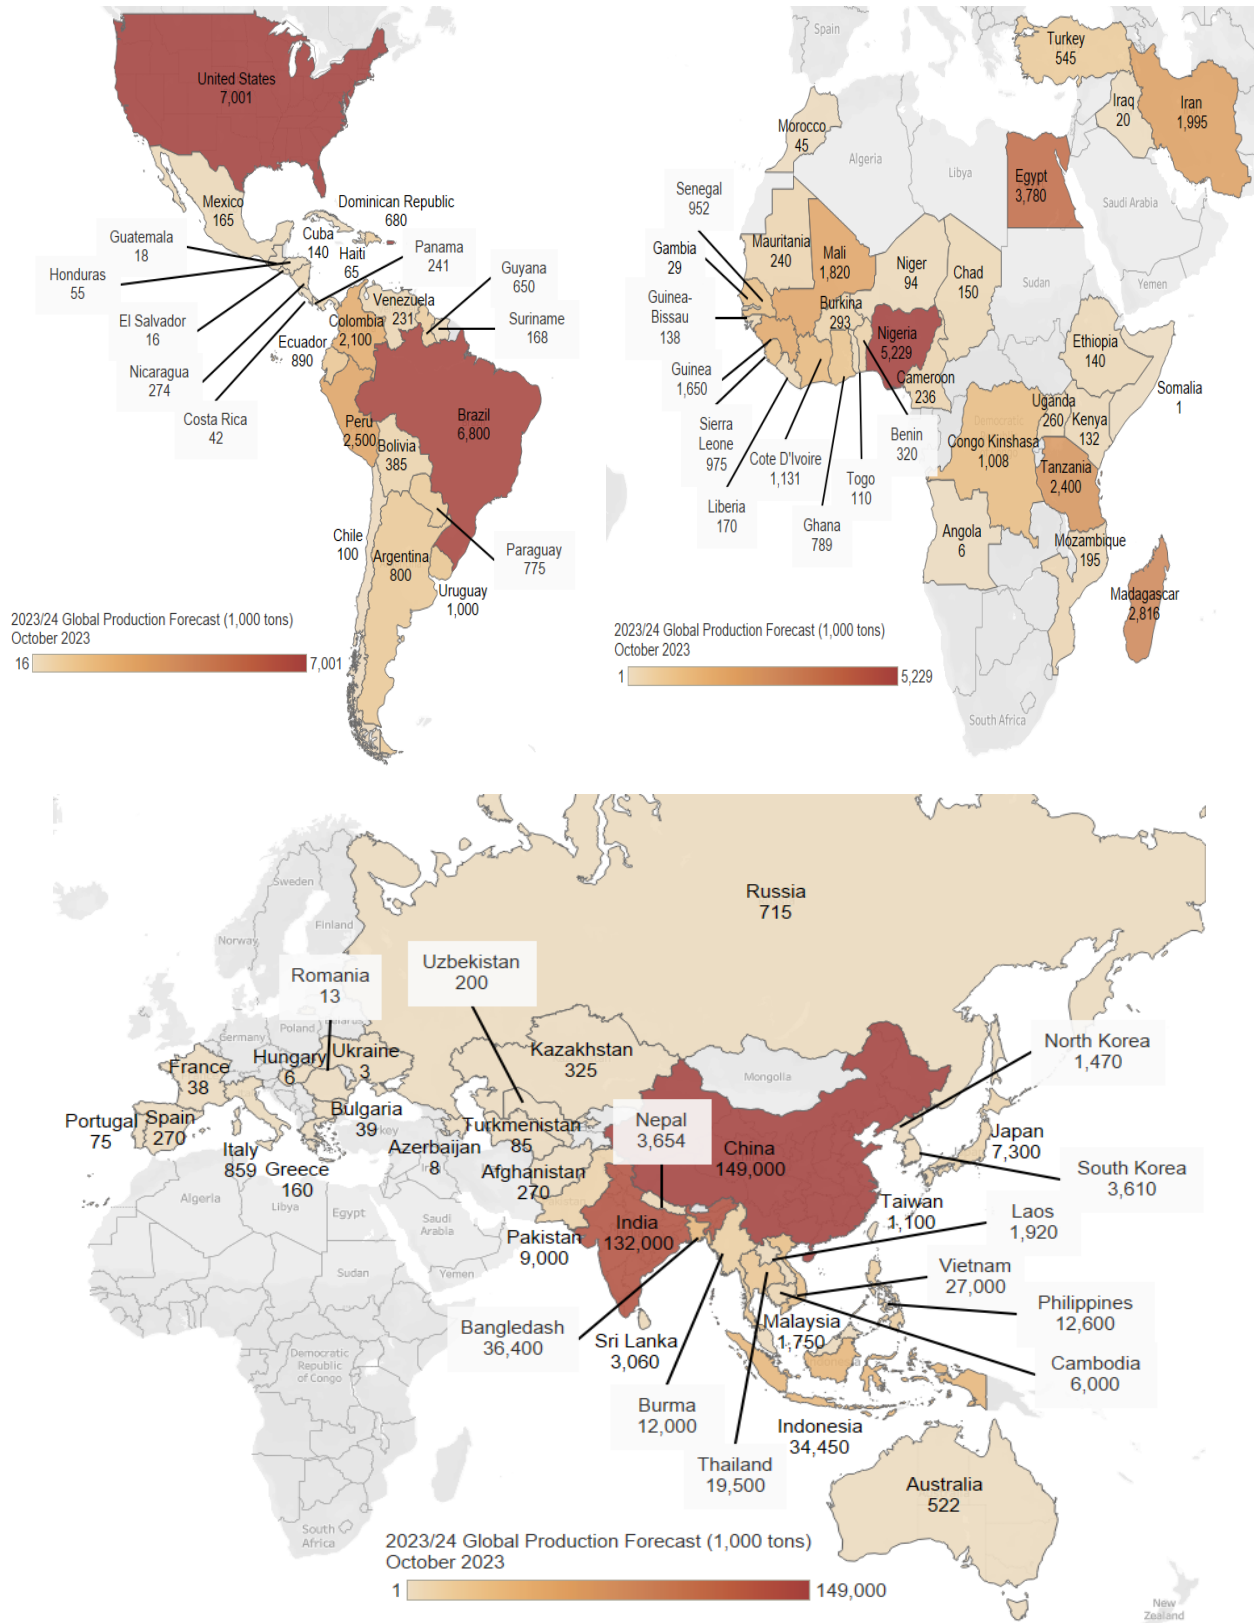 United States
7,001
Mexico
165
Dominican Republic
680
Cuba
140
Haiti
65
Panama
241
Guatemala
18
Honduras
55
Guyana
650
Venezuela
231
Suriname
168
El Salvador
16
Colombia
2,100
Ecuador
890
Nicaragua
274
Costa Rica
42
Peru
2,500
Brazil
6,800
Bolivia
385
Chile
100
Argentina
800
Paraguay
775
Uruguay
1,000
2023/24 Global Production Forecast (1,000 tons)
October 2023
16
7,001
Spain
Turkey
545
Iraq
20
Iran
1,995
Morocco
45
Algeria
Libya
Egypt
3,780
Saudi Arabia
Senegal
952
Mauritania
240
Mali
1,820
Niger
94
Chad
150
Sudan
Yemen
Gambia
29
Guinea-
Bissau
138
Burkina
293
Nigeria
5,229
Ethiopia
140
Guinea
1,650
Cameroon
236
Somalia
1
Sierra
Leone
975
Cote D'Ivoire
1,131
Benin
320
Togo
110
Liberia
170
Ghana
789
Democratic
Congo Kinshasa
1,008
Uganda
260
Kenya
132
Tanzania
2,400
Angola
6
Mozambique
195
Madagascar
2,816
South Africa
2023/24 Global Production Forecast (1,000 tons)
October 2023
1
5,229
Russia
715
Sweden
Finland
Norway
Romania
13
Uzbekistan
200
Poland
Belarus
Germany
France
38
Hungary
6
Ukraine
3
Kazakhstan
325
Mongolia
North Korea
1,470
Portugal
75
Spain
270
Italy
859
Greece
160
Bulgaria
39
Azerbaijan
8
Turkmenistan
85
Afghanistan
270
Nepal
3,654
China
149,000
Japan
7,300
South Korea
3,610
Algeria
Libya
Egypt
Saudi
Arabia
Pakistan
9,000
India
132,000
Taiwan
1,100
Laos
1,920
Sudan
Yemen
Vietnam
27,000
Philippines
12,600
Bangledash
36,400
Sri Lanka
3,060
Malaysia
1,750
Cambodia
6,000
Democratic
Republic
of Congo
Burma
12,000
Indonesia
34,450
Thailand
19,500
Australia
522
South
Africa
2023/24 Global Production Forecast (1,000 tons)
October 2023
1
149,000
New
Zealand